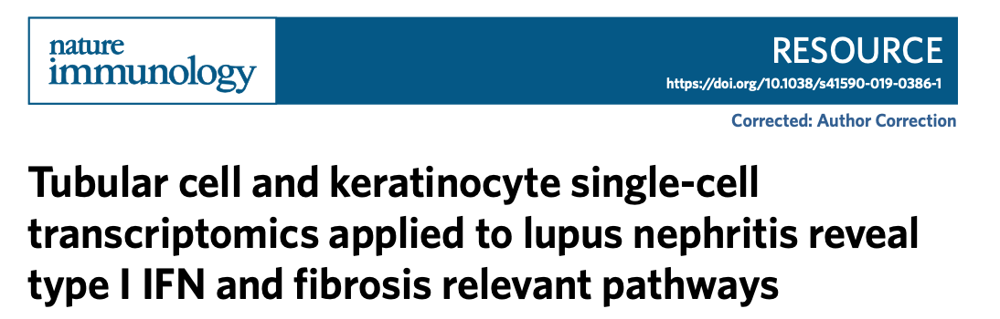 nature
immunology
RESOURCE
https://doi.org/10.1038/s41590-019-0386-1
Corrected: Author Correction
Tubular cell and keratinocyte single-cell
transcriptomics applied to lupus nephritis reveal
type I IFN and fibrosis relevant pathways